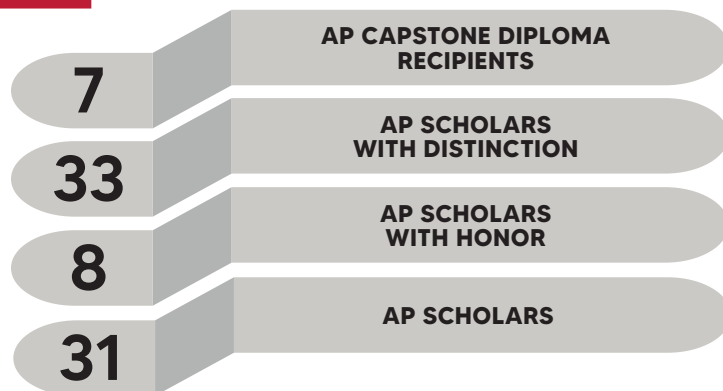 7
AP CAPSTONE DIPLOMA
RECIPIENTS
33
AP SCHOLARS
WITH DISTINCTION
8
AP SCHOLARS
WITH HONOR
31
AP SCHOLARS